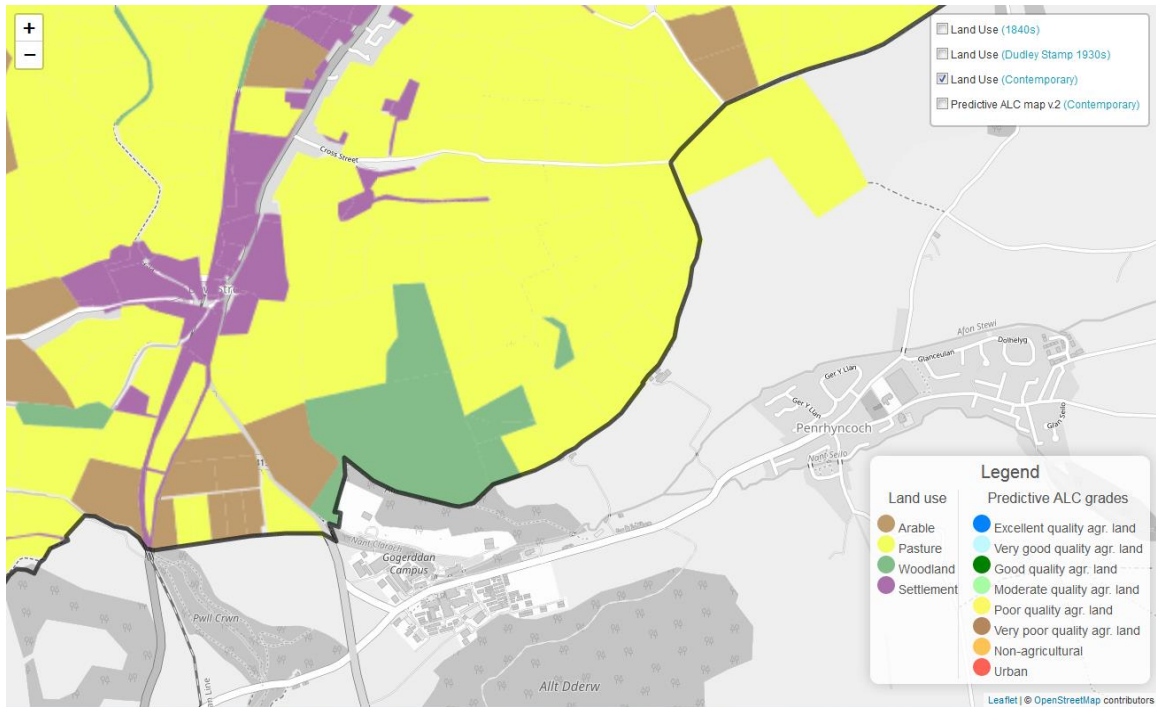 +
−
Land Use (1840s)
Land Use (Dudley Stamp 1930s)
Land Use (Contemporary)
Predictive ALC map v.2 (Contemporary)
Cross Street
Afon Stewi
Dolhelyg
Glanceulan
Ger Y Llan
Ger Y Llan
Penrhyncoch
Glan Seilo
Nant Seilo
Nant Clarach
Gogerddan
Campus
Pwll Crwn
Allt Dderw
Legend
Land use
Arable
Pasture
Woodland
Settlement
Predictive ALC grades
Excellent quality agr. land
Very good quality agr. land
Good quality agr. land
Moderate quality agr. land
Poor quality agr. land
Very poor quality agr. land
Non-agricultural
Urban
Leaflet | © OpenStreetMap contributors